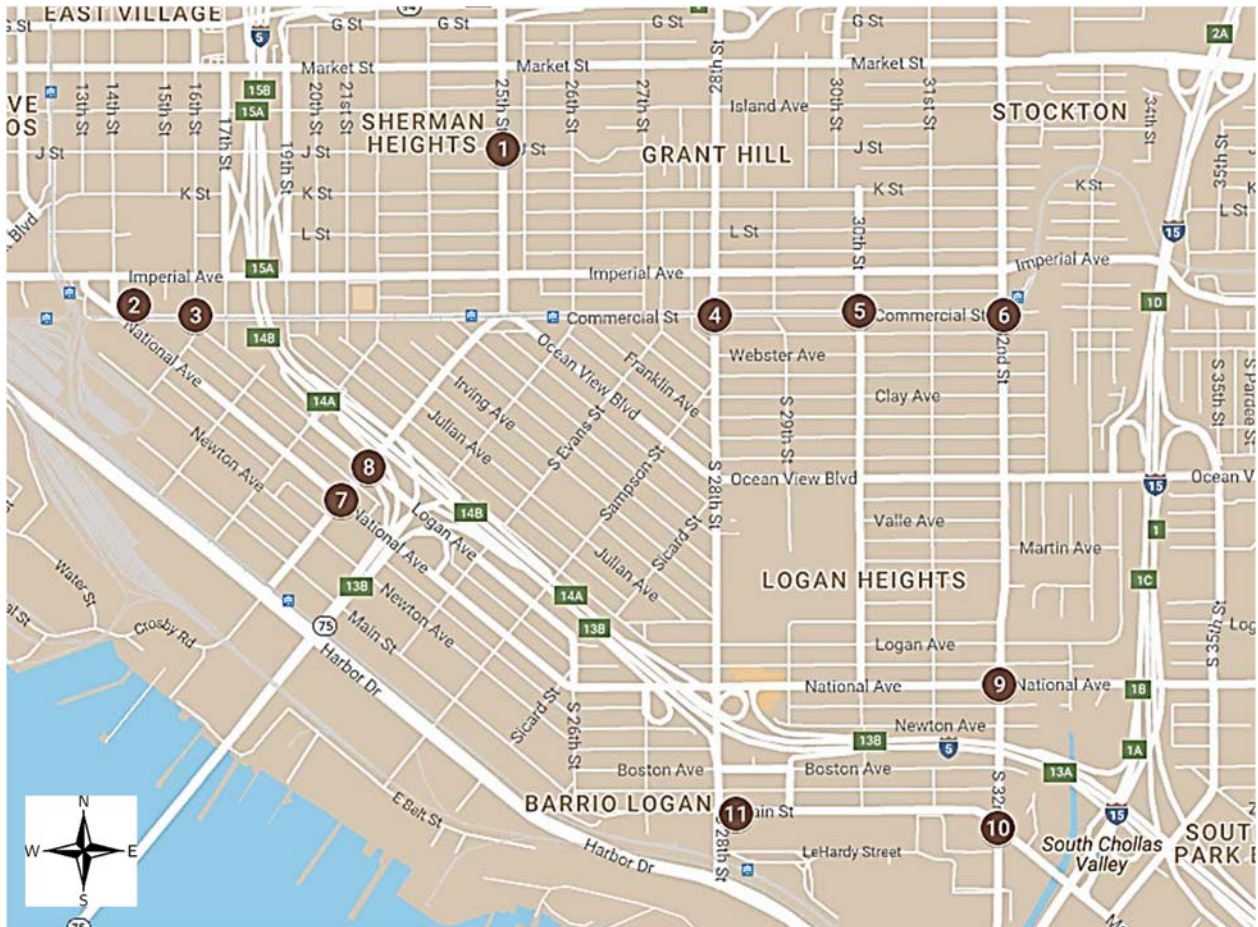 EAST VILLAGE
G St
G St
G St
5
94
2A
Market St
Market St
Market St
15B
15A
13th St
14th St
15th St
16th St
17th St
19th St
20th St
21st St
25th St
26th St
27th St
S 28th St
Island Ave
30th St
31st St
STOCKTON
34th St
35th St
SHERMAN
HEIGHTS
1
J St
J St
J St
J St
GRANT HILL
K St
K St
K St
K St
L St
L St
L St
15
Imperial Ave
15A
Imperial Ave
Imperial Ave
2
3
Commercial St
4
5
Commercial St
6
1D
30th St
14B
National Ave
Ocean View Blvd
Franklin Ave
Webster Ave
14A
Irving Ave
Julian Ave
S Evans St
Sampson St
Clay Ave
S 29th St
S 35th St
S Pardee St
Newton Ave
8
7
14B
S 28th St
Ocean View Blvd
15
Ocean V
National Ave
Logan Ave
Sicard St
Valle Ave
1
Martin Ave
Julian Ave
LOGAN HEIGHTS
1C
Water St
Crosby Rd
13B
14A
Newton Ave
Main St
75
13B
Harbor Dr
Logan Ave
Log
S 35th St
9
National Ave
National Ave
1B
Sicard St
S 26th St
Newton Ave
13B
5
1A
Boston Ave
Boston Ave
13A
E Belt St
BARRIO LOGAN
11
ain St
10
15
S 28th St
LeHardy Street
South Chollas
Valley
SOUT
PARK
Harbor Dr
N
W
E
S
75